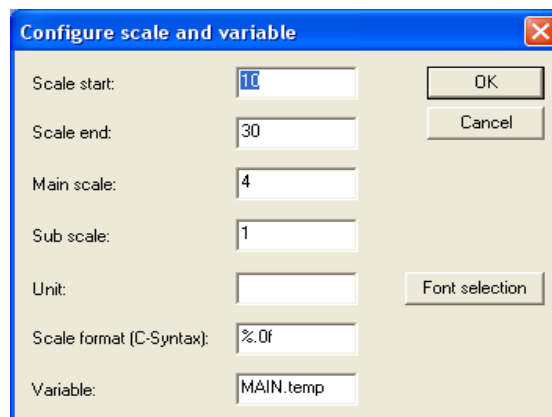 Configure scale and variable
Scale start: 10 OK
Scale end: 30 Cancel
Main scale: 4
Sub scale: 1
Unit: Font selection
Scale format (C-Syntax): %.0f
Variable: MAIN.temp